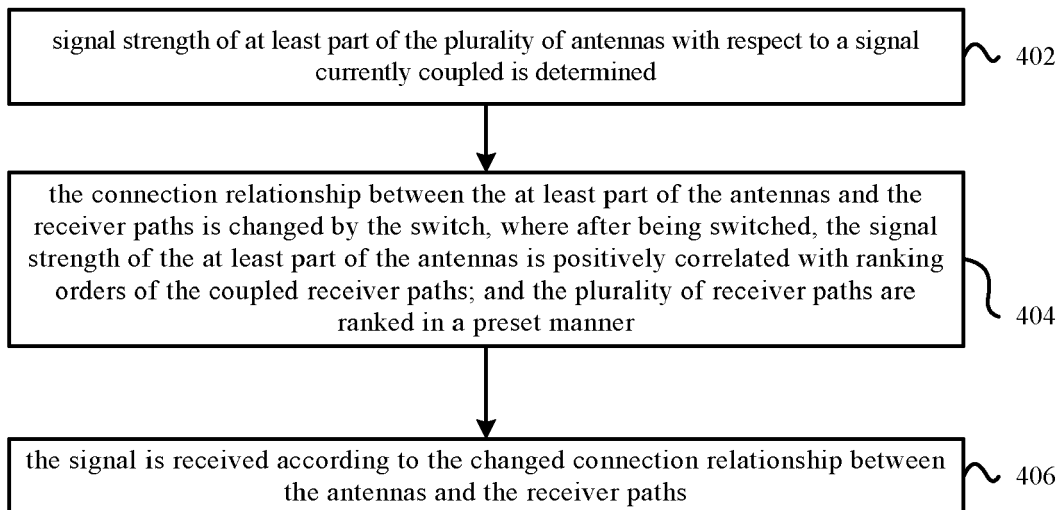 signal strength of at least part of the plurality of antennas with respect to a signal
currently coupled is determined
402
the connection relationship between the at least part of the antennas and the
receiver paths is changed by the switch, where after being switched, the signal
strength of the at least part of the antennas is positively correlated with ranking
orders of the coupled receiver paths; and the plurality of receiver paths are
ranked in a preset manner
404
the signal is received according to the changed connection relationship between
the antennas and the receiver paths
406